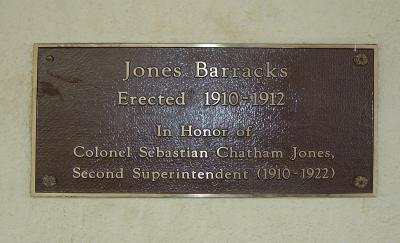 Jones Barracks
Erected 1910-1912
In Honor of
Colonel Sebastian Chatham Jones,
Second Superintendent (1910-1922)